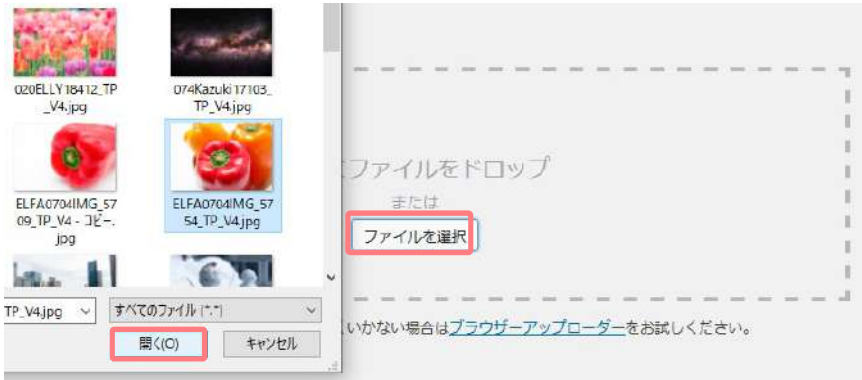 020ELLY18412_TP
_V4.jpg
074Kazuki17103_
TP_V4.jpg
ELFA0704IMG_57
09_TP_V4 - コピー.
jpg
ELFA0704IMG_57
54_TP_V4.jpg
TP_V4.jpg
すべてのファイル (*.*)
開く(O)
キャンセル
ファイルをドロップ
または
ファイルを選択
いかない場合はブラウザーアップローダーをお試しください。